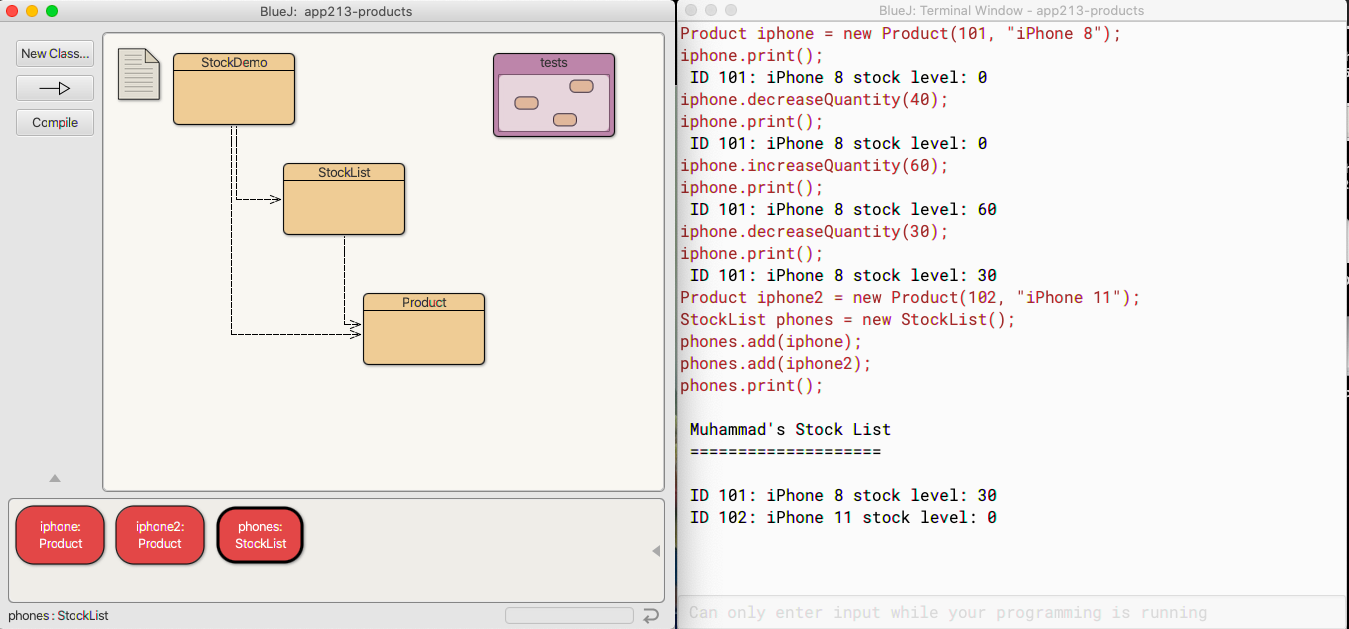 BlueJ: app213-products
New Class...
Compile
StockDemo
tests
StockList
Product
iphone:
Product
iphone2:
Product
phones:
StockList
phones:StockList
BlueJ: Terminal Window - app213-products
Product iphone = new Product(101, "iPhone 8");
iphone.print();
ID 101: iPhone 8 stock level: 0
iphone.decreaseQuantity(40);
iphone.print();
ID 101: iPhone 8 stock level: 0
iphone.increaseQuantity(60);
iphone.print();
ID 101: iPhone 8 stock level: 60
iphone.decreaseQuantity(30);
iphone.print();
ID 101: iPhone 8 stock level: 30
Product iphone2 = new Product(102, "iPhone 11");
StockList phones = new StockList();
phones.add(iphone);
phones.add(iphone2);
phones.print();
Muhammad's Stock List
====================
ID 101: iPhone 8 stock level: 30
ID 102: iPhone 11 stock level: 0
Can only enter input while your programming is running